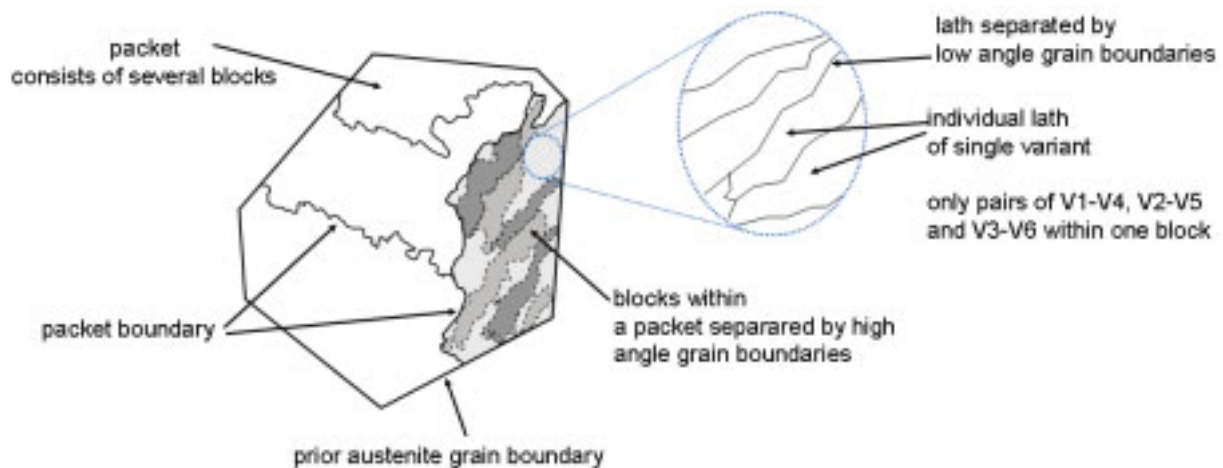 packet
consists of several blocks
lath separated by
low angle grain boundaries
individual lath
of single variant
only pairs of V1-V4, V2-V5
and V3-V6 within one block
packet boundary
blocks within
a packet separared by high
angle grain boundaries
prior austenite grain boundary